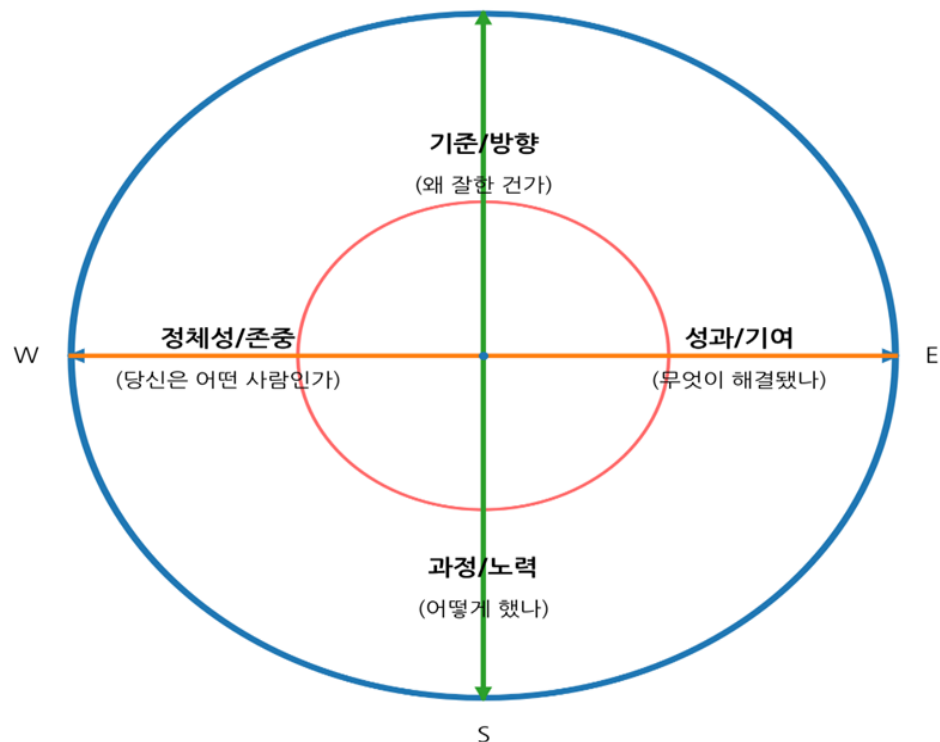 기준/방향
(왜 잘한 건가)
W
정체성/존중
성과/기여
E
(당신은 어떤 사람인가)
(무엇이 해결됐나)
과정/노력
(어떻게 했나)
S